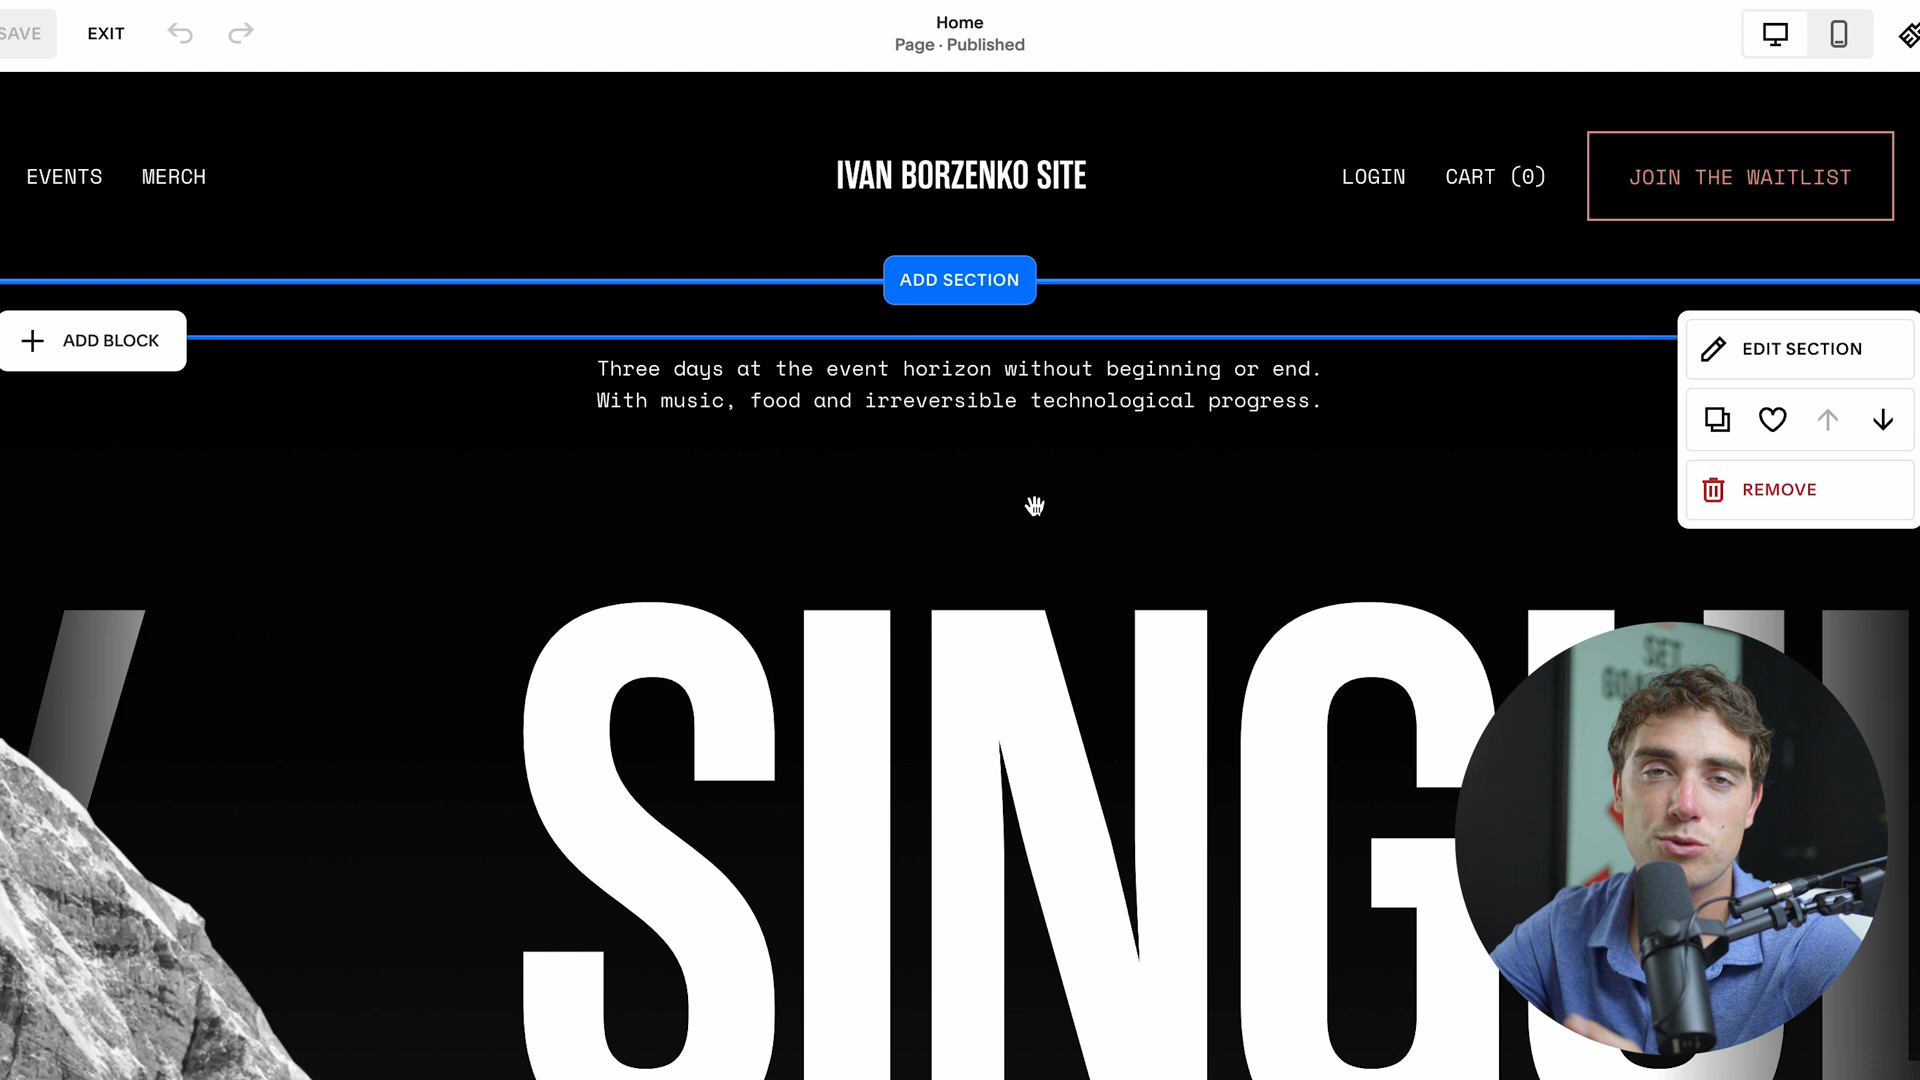 SAVE
EXIT
Home
Page · Published
EVENTS
MERCH
IVAN BORZENKO SITE
LOGIN
CART (0)
JOIN THE WAITLIST
ADD SECTION
ADD BLOCK
EDIT SECTION
Three days at the event horizon without beginning or end.
With music, food and irreversible technological progress.
REMOVE
SINGU
SET